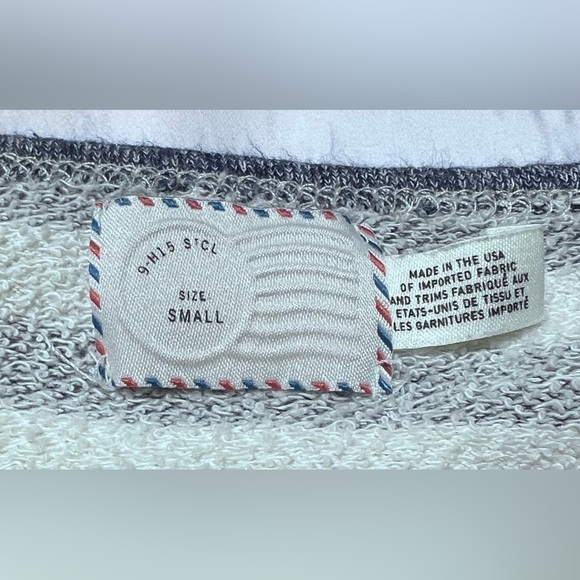 9-H15 STCL
SIZE
SMALL
MADE IN THE USA
OF IMPORTED FABRIC
AND TRIMS FABRIQUÉ AUX
ETATS-UNIS DE TISSU ET
LES GARNITURES IMPORTÉ